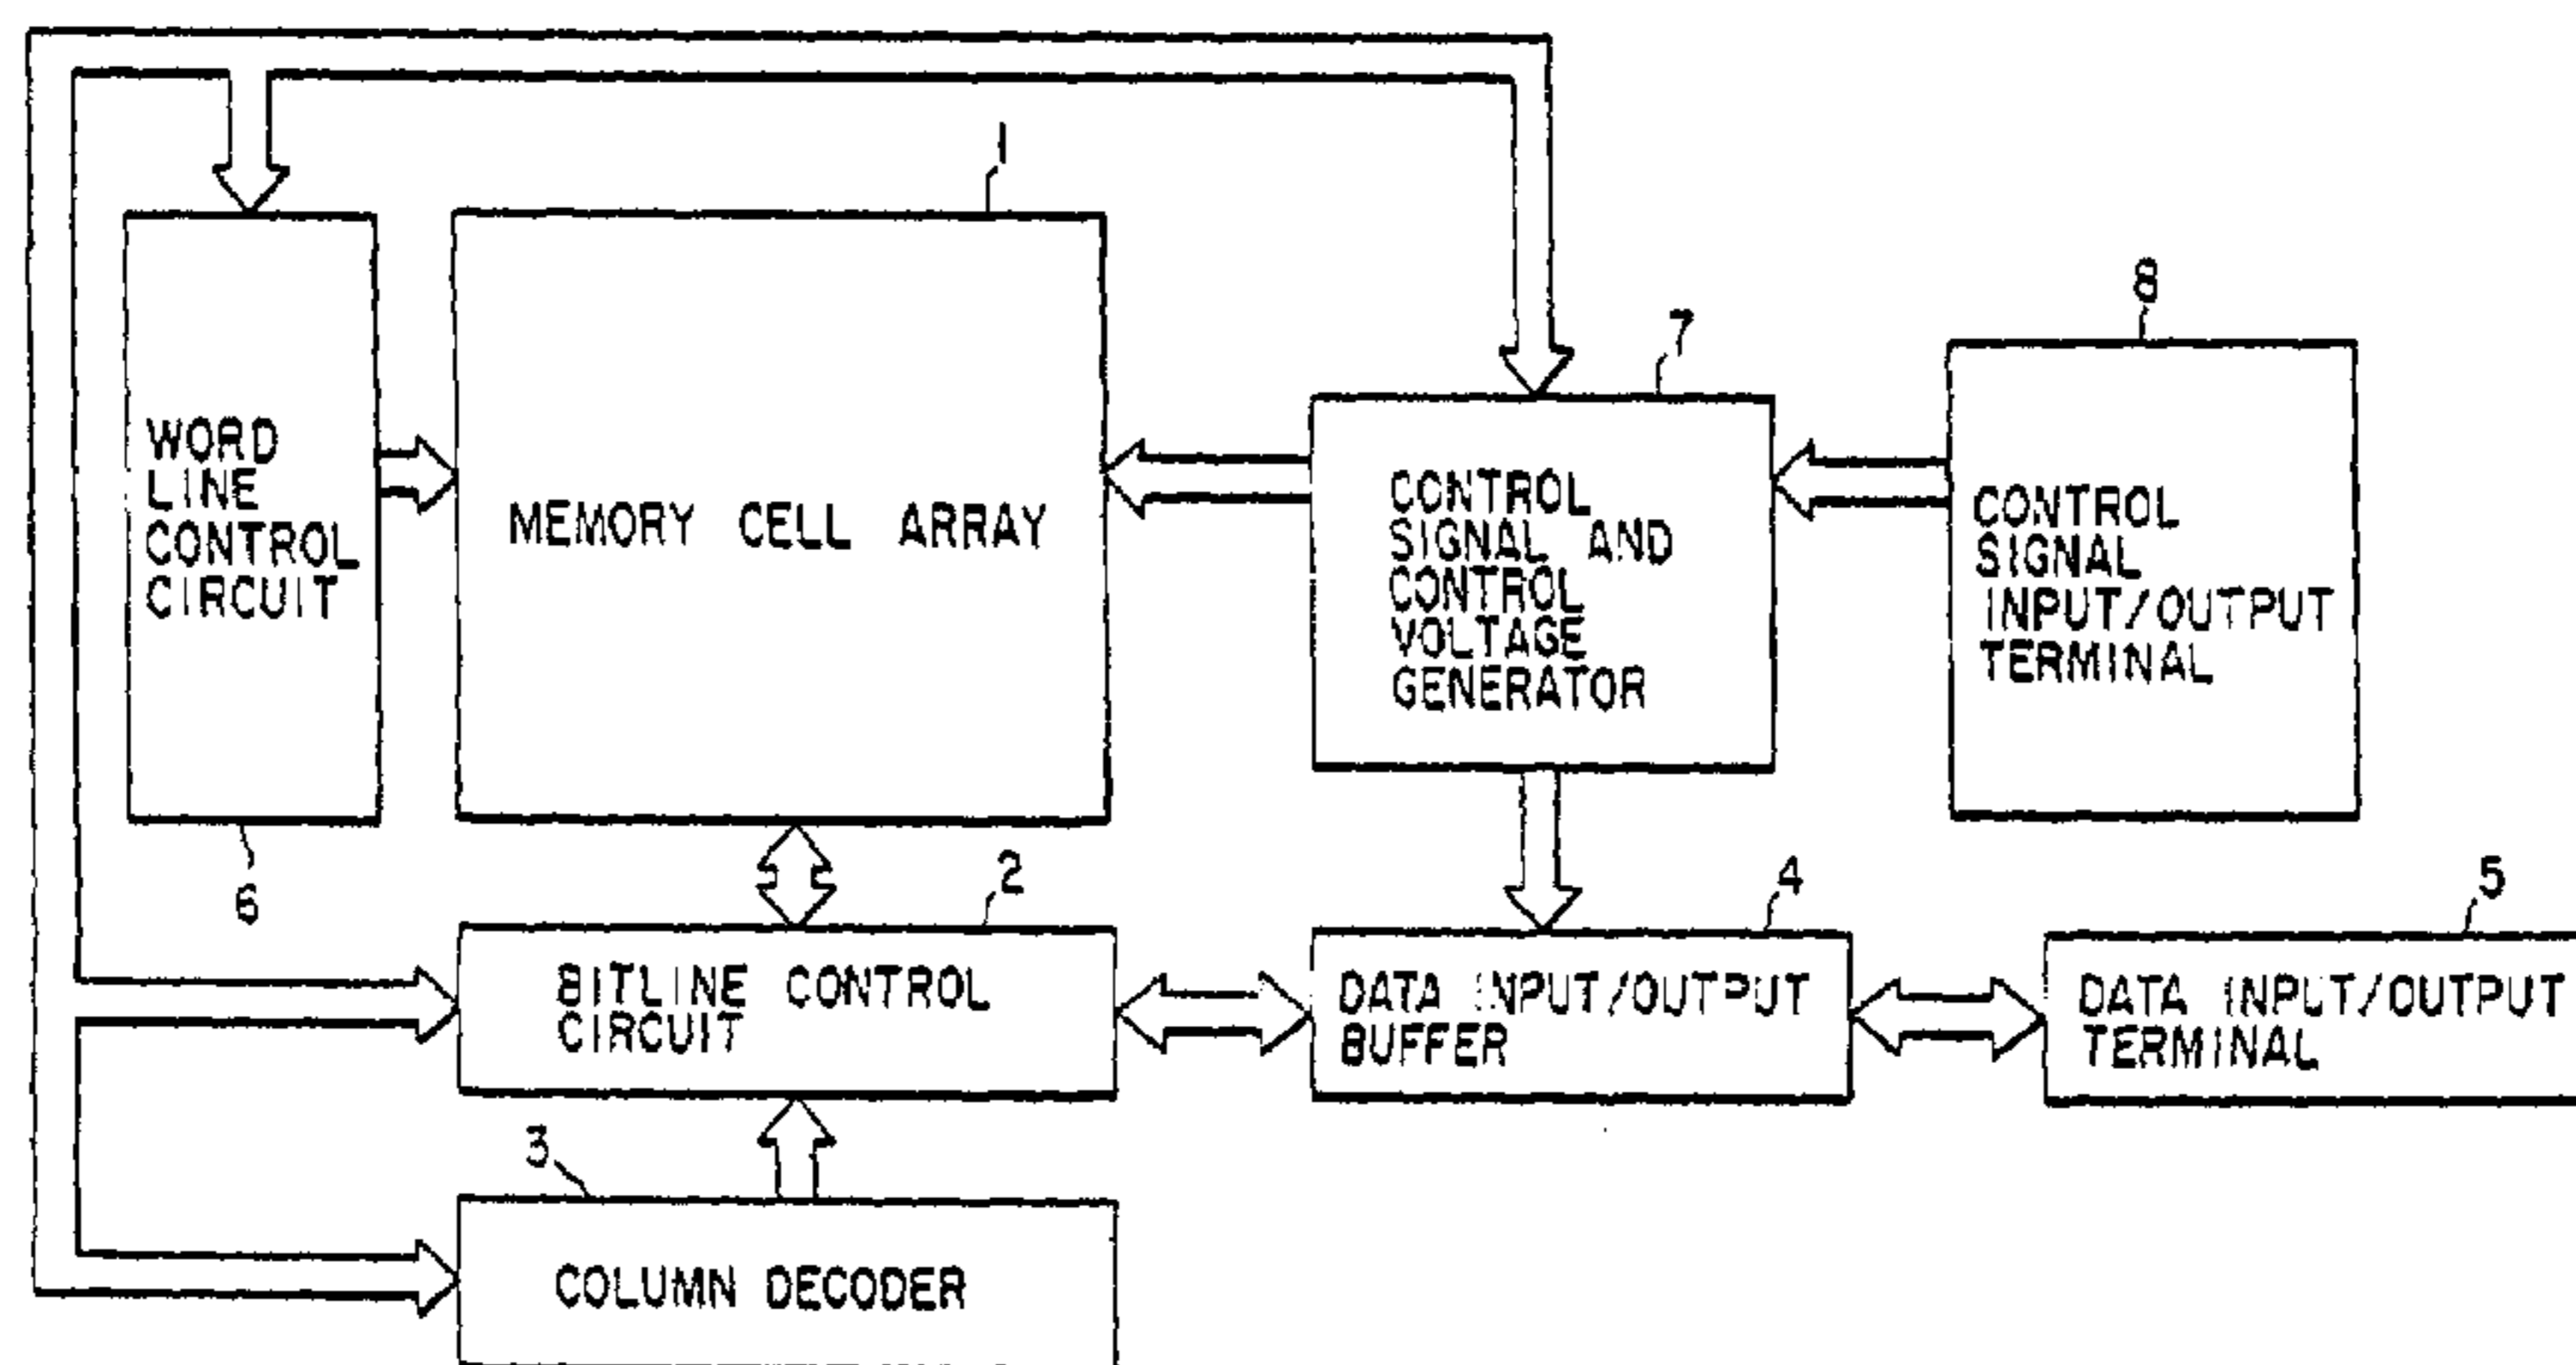 1
8
7
WORD
LINE
CONTROL
CIRCUIT
MEMORY CELL ARRAY
CONTROL
SIGNAL AND
CONTROL
VOLTAGE
GENERATOR
CONTROL
SIGNAL
INPUT/OUTPUT
TERMINAL
6
2
4
5
BITLINE CONTROL
CIRCUIT
DATA INPUT/OUTPUT
BUFFER
DATA INPUT/OUTPUT
TERMINAL
3
COLUMN DECODER